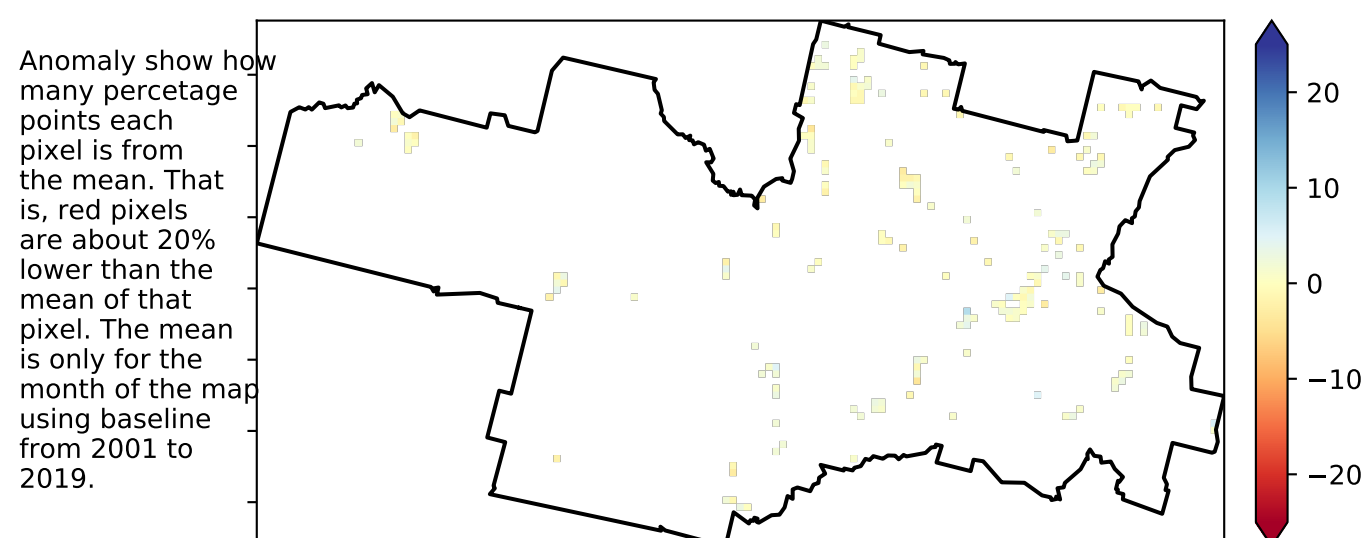 Anomaly show how
many percetage
points each
pixel is from
the mean. That
is, red pixels
are about 20%
lower than the
mean of that
pixel. The mean
is only for the
month of the map
using baseline
from 2001 to
2019.
20
10
0
−10
−20